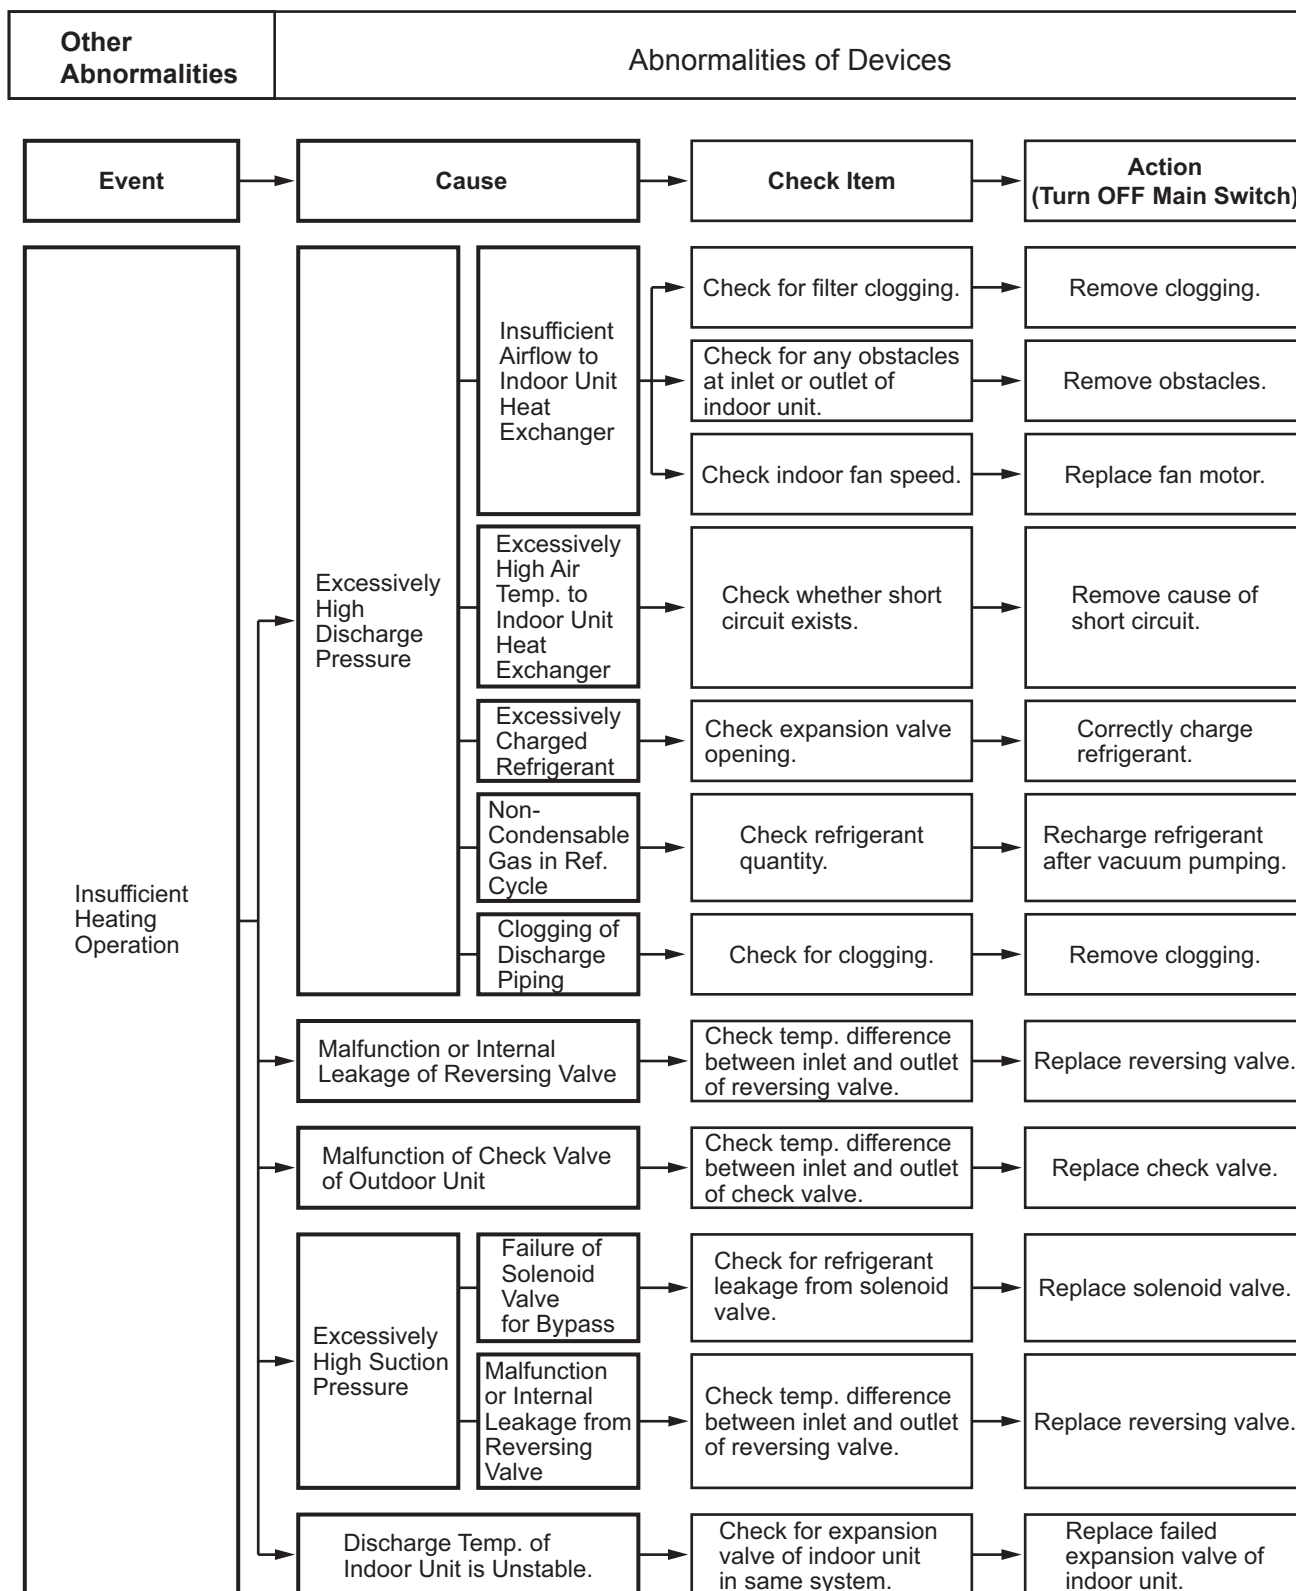 Other
Abnormalities
Abnormalities of Devices
Event
Cause
Check Item
Action
(Turn OFF Main Switch)
Insufficient
Heating
Operation
Excessively
High
Discharge
Pressure
Insufficient
Airflow to
Indoor Unit
Heat
Exchanger
Check for filter clogging.
Remove clogging.
Check for any obstacles
at inlet or outlet of
indoor unit.
Remove obstacles.
Check indoor fan speed.
Replace fan motor.
Excessively
High Air
Temp. to
Indoor Unit
Heat
Exchanger
Check whether short
circuit exists.
Remove cause of
short circuit.
Excessively
Charged
Refrigerant
Check expansion valve
opening.
Correctly charge
refrigerant.
Non-
Condensable
Gas in Ref.
Cycle
Check refrigerant
quantity.
Recharge refrigerant
after vacuum pumping.
Clogging of
Discharge
Piping
Check for clogging.
Remove clogging.
Malfunction or Internal
Leakage of Reversing Valve
Check temp. difference
between inlet and outlet
of reversing valve.
Replace reversing valve.
Malfunction of Check Valve
of Outdoor Unit
Check temp. difference
between inlet and outlet
of check valve.
Replace check valve.
Excessively
High Suction
Pressure
Failure of
Solenoid
Valve
for Bypass
Check for refrigerant
leakage from solenoid
valve.
Replace solenoid valve.
Malfunction
or Internal
Leakage from
Reversing
Valve
Check temp. difference
between inlet and outlet
of reversing valve.
Replace reversing valve.
Discharge Temp. of
Indoor Unit is Unstable.
Check for expansion
valve of indoor unit
in same system.
Replace failed
expansion valve of
indoor unit.